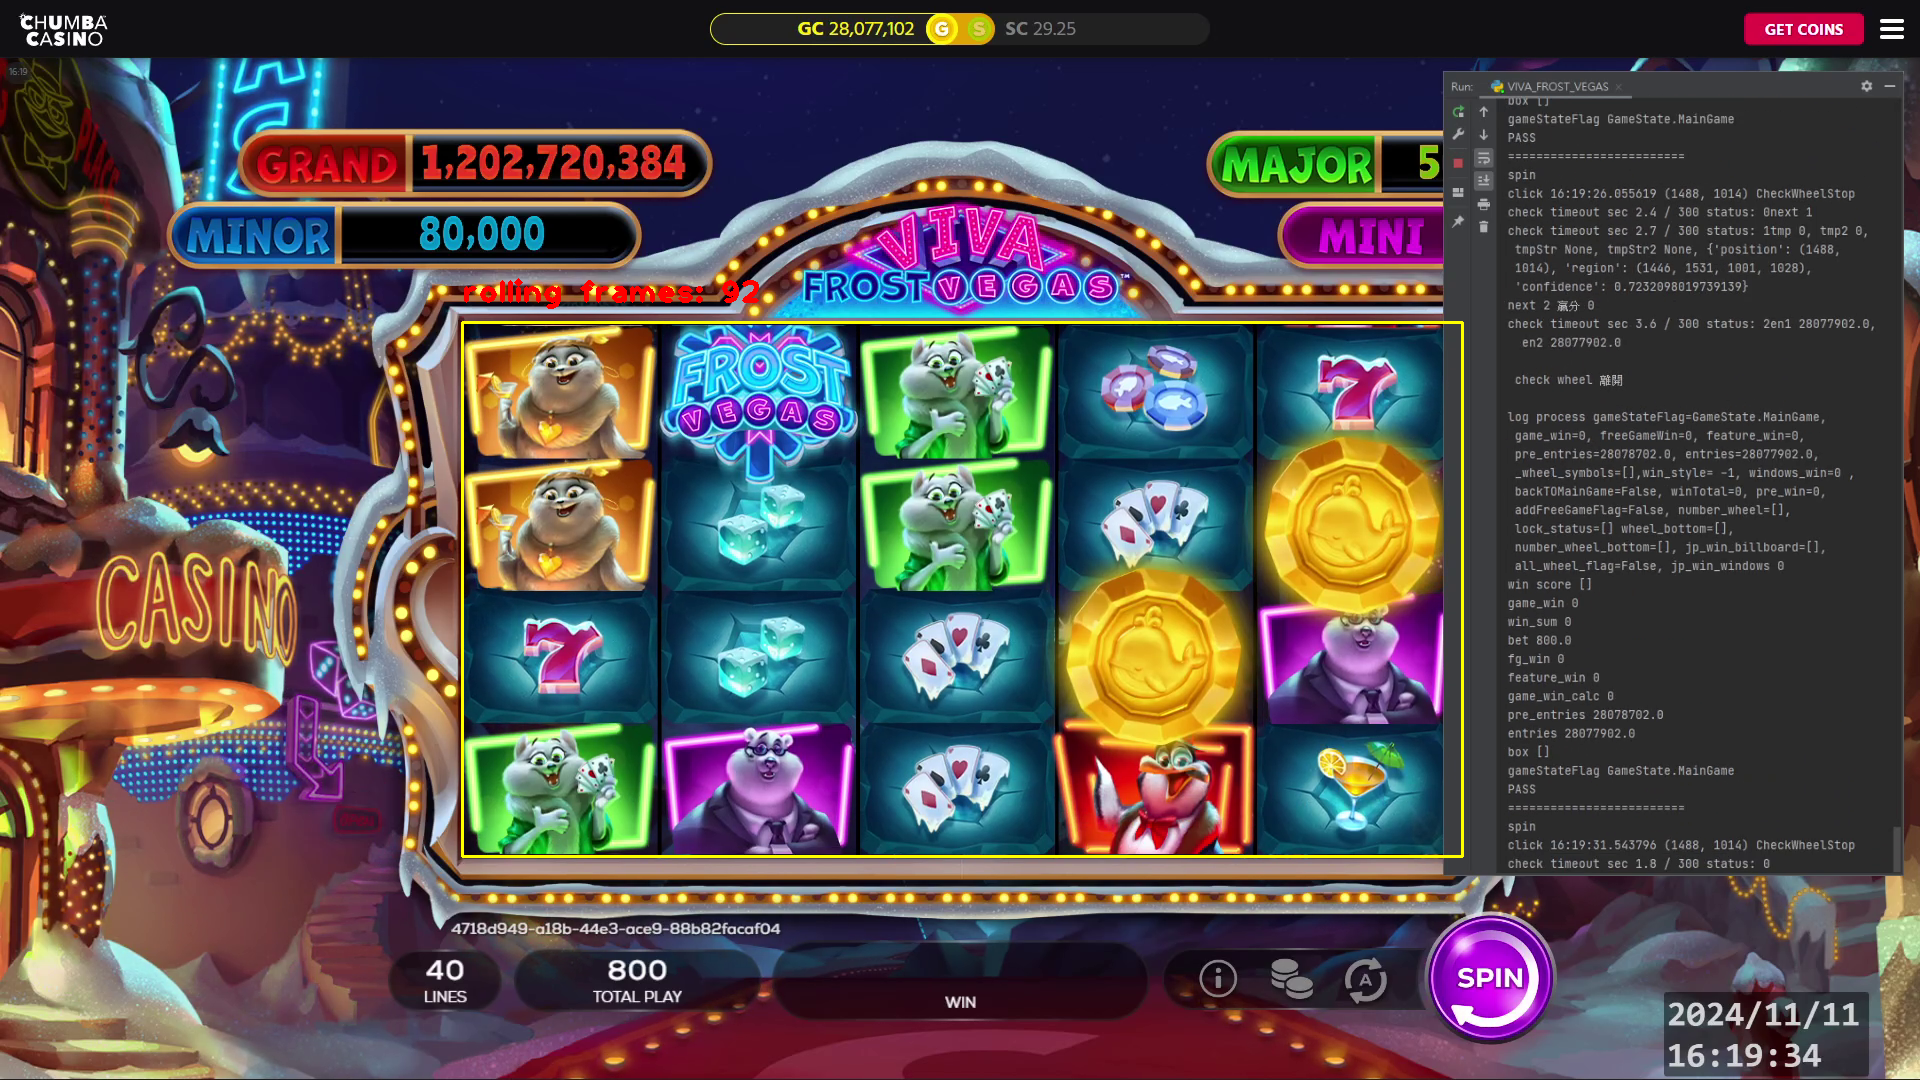 CHUMBA CASINO
GC 28,077,102 G S SC 29.25
GET COINS
16:19
GRAND 1,202,720,384
MAJOR 5
MINOR 80,000
MINI
VIVA
FROST VEGAS™
rolling frames: 92
CASINO
FROST
VEGAS
7
7
4718d949-a18b-44e3-ace9-88b82facaf04
40
LINES
800
TOTAL PLAY
WIN
SPIN
Run: VIVA_FROST_VEGAS
box []
gameStateFlag GameState.MainGame
PASS
=========================
spin
click 16:19:26.055619 (1488, 1014) CheckWheelStop
check timeout sec 2.4 / 300 status: 0next 1
check timeout sec 2.7 / 300 status: 1tmp 0, tmp2 0,
tmpStr None, tmpStr2 None, {'position': (1488,
1014), 'region': (1446, 1531, 1001, 1028),
'confidence': 0.7232098019739139}
next 2 贏分 0
check timeout sec 3.6 / 300 status: 2en1 28077902.0,
en2 28077902.0
check wheel 離開
log process gameStateFlag=GameState.MainGame,
game_win=0, freeGameWin=0, feature_win=0,
pre_entries=28078702.0, entries=28077902.0,
_wheel_symbols=[],win_style= -1, windows_win=0 ,
backTOMainGame=False, winTotal=0, pre_win=0,
addFreeGameFlag=False, number_wheel=[],
lock_status=[] wheel_bottom=[],
number_wheel_bottom=[], jp_win_billboard=[],
all_wheel_flag=False, jp_win_windows 0
win score []
game_win 0
win_sum 0
bet 800.0
fg_win 0
feature_win 0
game_win_calc 0
pre_entries 28078702.0
entries 28077902.0
box []
gameStateFlag GameState.MainGame
PASS
=========================
spin
click 16:19:31.543796 (1488, 1014) CheckWheelStop
check timeout sec 1.8 / 300 status: 0
2024/11/11
16:19:34